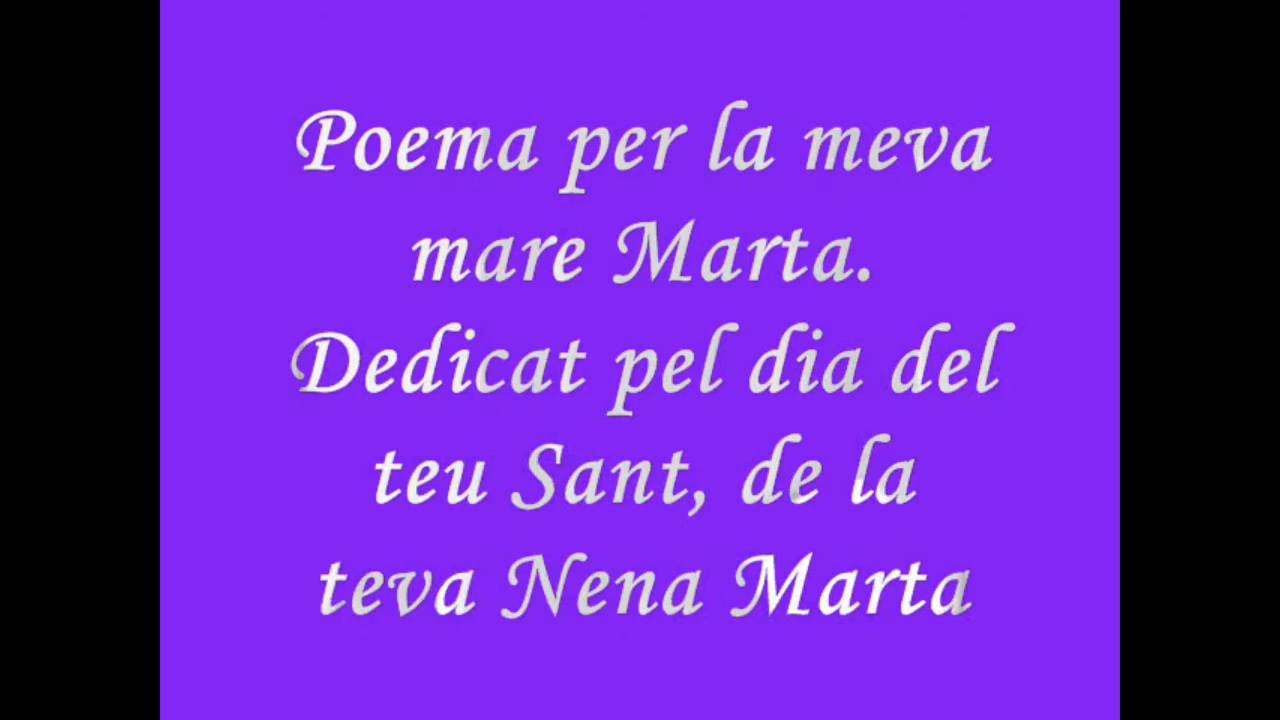 Poema per la meva
mare Marta.
Dedicat pel dia del
teu Sant, de la
teva Nena Marta